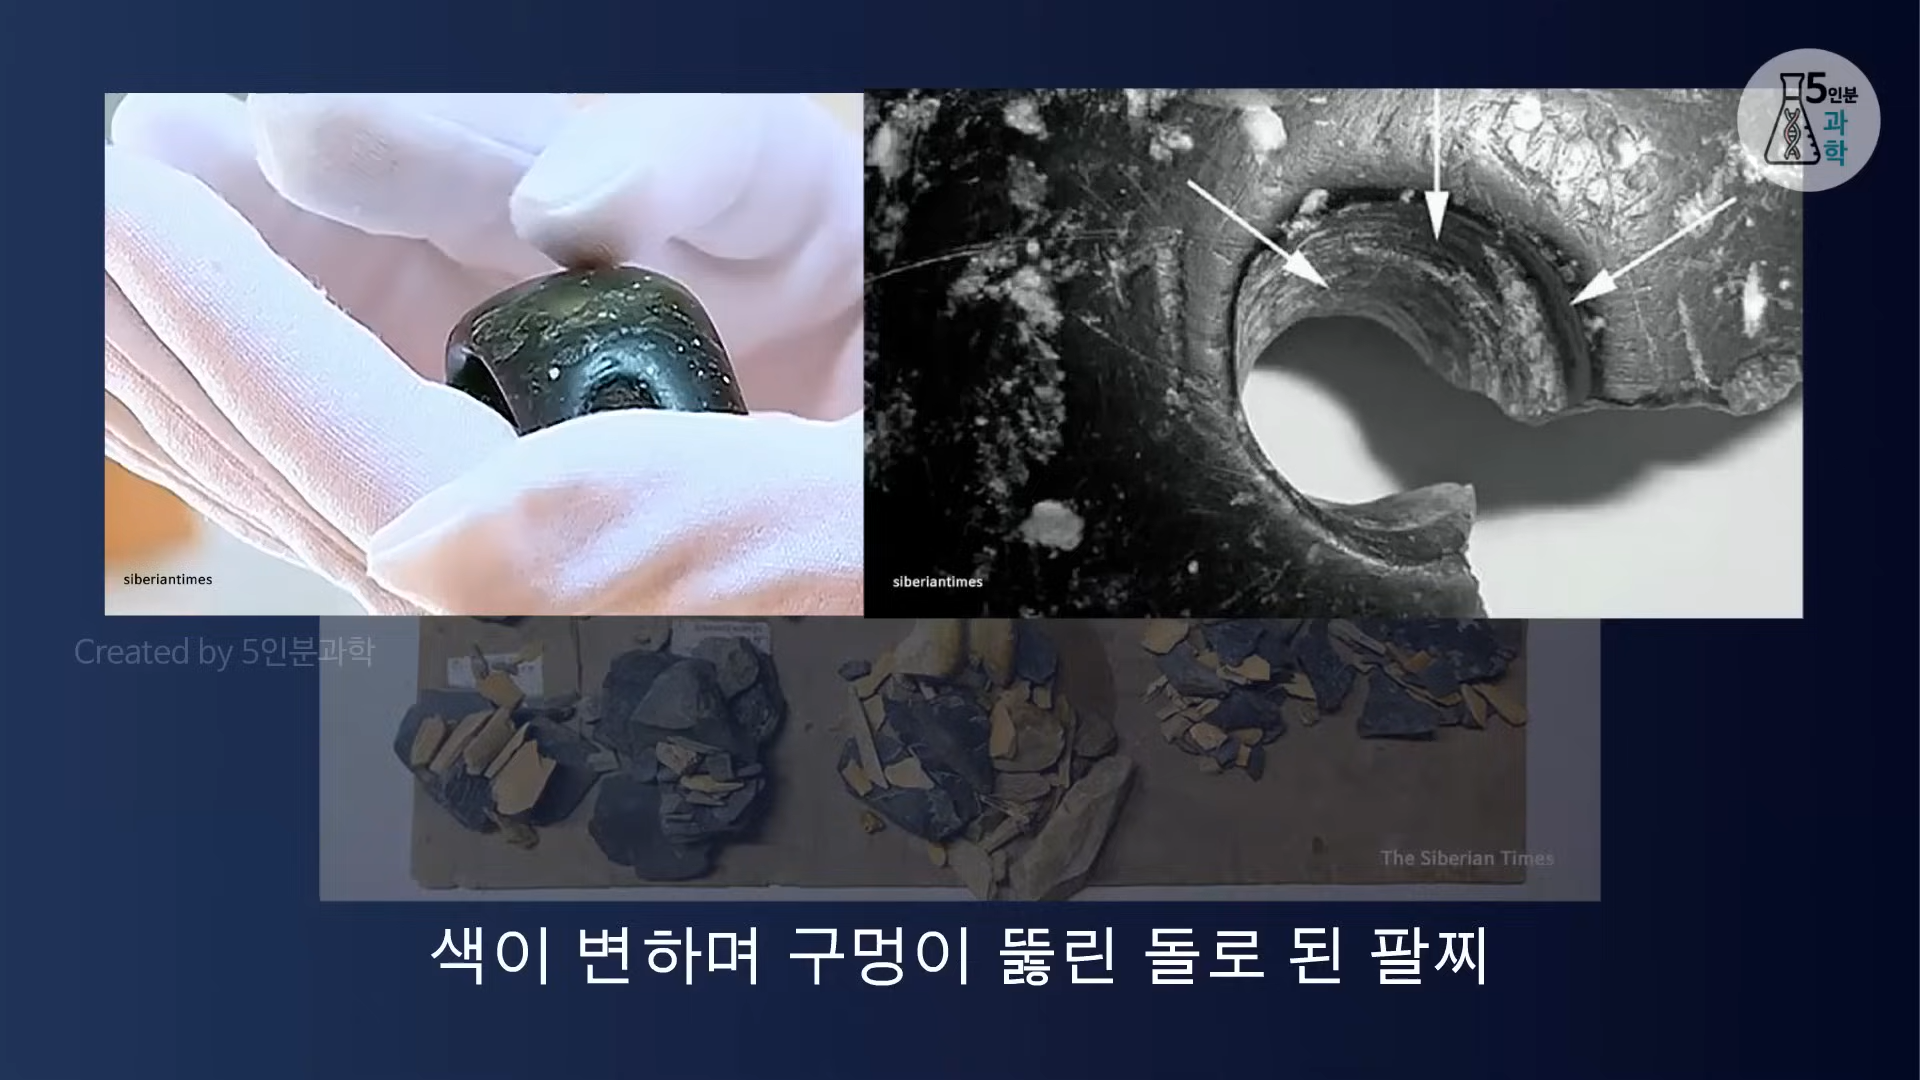 5인분
과
학
siberiantimes
siberiantimes
Created by 5인분과학
The Siberian Times
색이 변하며 구멍이 뚫린 돌로 된 팔찌